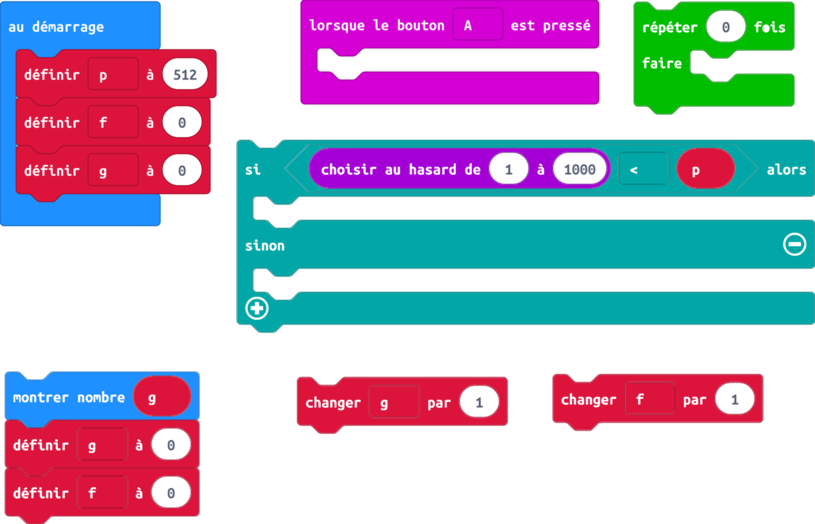 au démarrage
définir p à 512
définir f à 0
définir g à 0
lorsque le bouton A est pressé
répéter 0 fois
faire
si choisir au hasard de 1 à 1000 < p alors
sinon
montrer nombre g
définir g à 0
définir f à 0
changer g par 1
changer f par 1